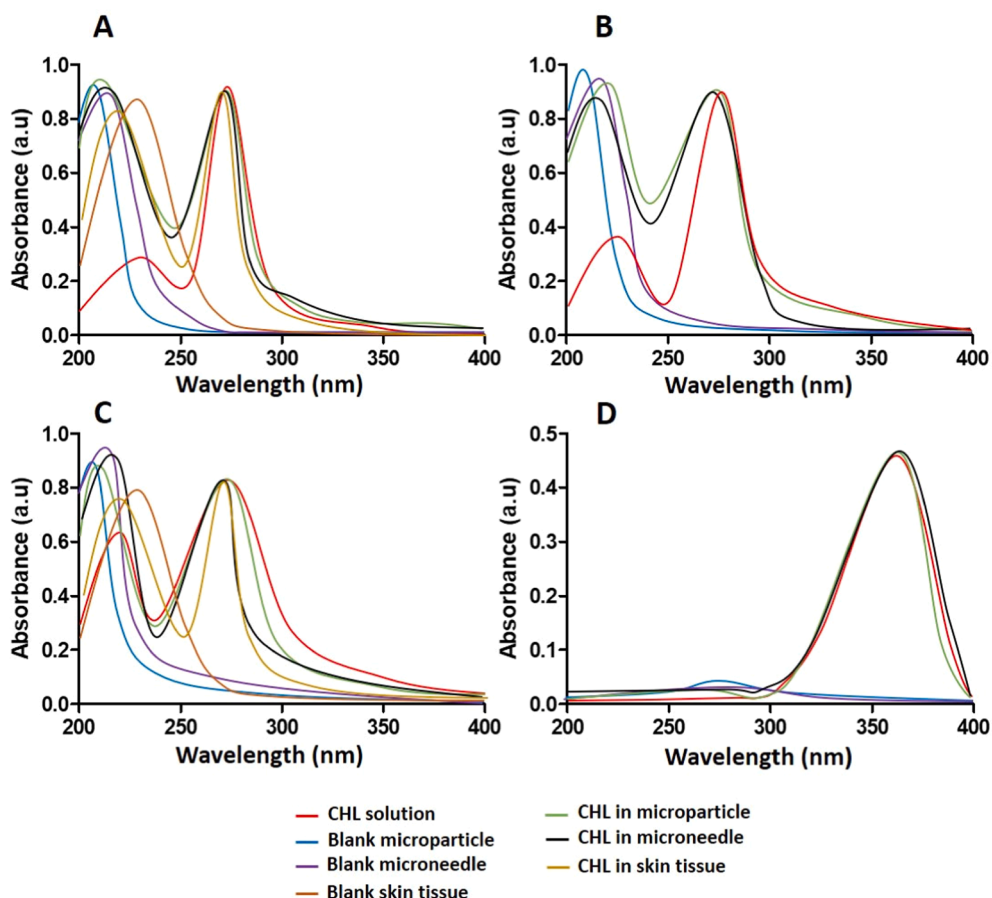 A
B
1.0
0.8
0.6
0.4
0.2
0.0
Absorbance (a.u)
200 250 300 350 400
Wavelength (nm)
1.0
0.8
0.6
0.4
0.2
0.0
Absorbance (a.u)
200 250 300 350 400
Wavelength (nm)
C
D
1.0
0.8
0.6
0.4
0.2
0.0
Absorbance (a.u)
200 250 300 350 400
Wavelength (nm)
0.5
0.4
0.3
0.2
0.1
0.0
Absorbance (a.u)
200 250 300 350 400
Wavelength (nm)
CHL solution
Blank microparticle
Blank microneedle
Blank skin tissue
CHL in microparticle
CHL in microneedle
CHL in skin tissue